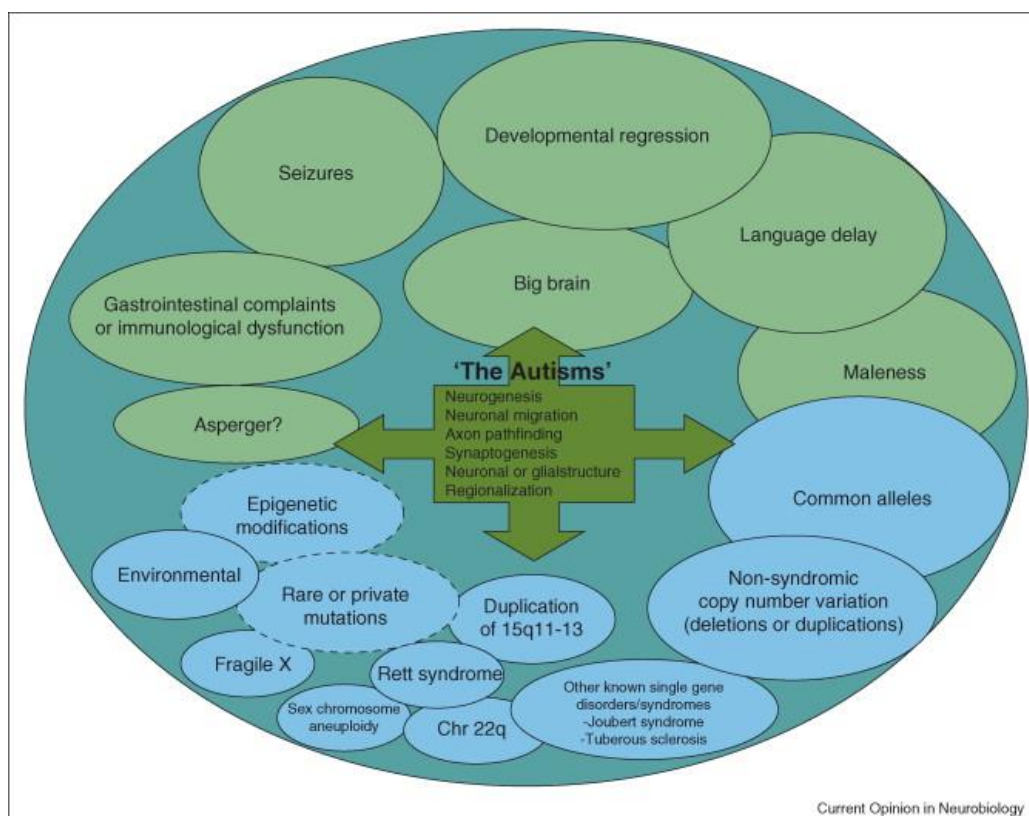 Developmental regression
Seizures
Language delay
Big brain
Gastrointestinal complaints
or immunological dysfunction
Maleness
'The Autisms'
Neurogenesis
Neuronal migration
Axon pathfinding
Synaptogenesis
Neuronal or glialstructure
Regionalization
Asperger?
Common alleles
Epigenetic
modifications
Environmental
Rare or private
mutations
Duplication
of 15q11-13
Non-syndromic
copy number variation
(deletions or duplications)
Fragile X
Rett syndrome
Sex chromosome
aneuploidy
Chr 22q
Other known single gene
disorders/syndromes
-Joubert syndrome
-Tuberous sclerosis
Current Opinion in Neurobiology